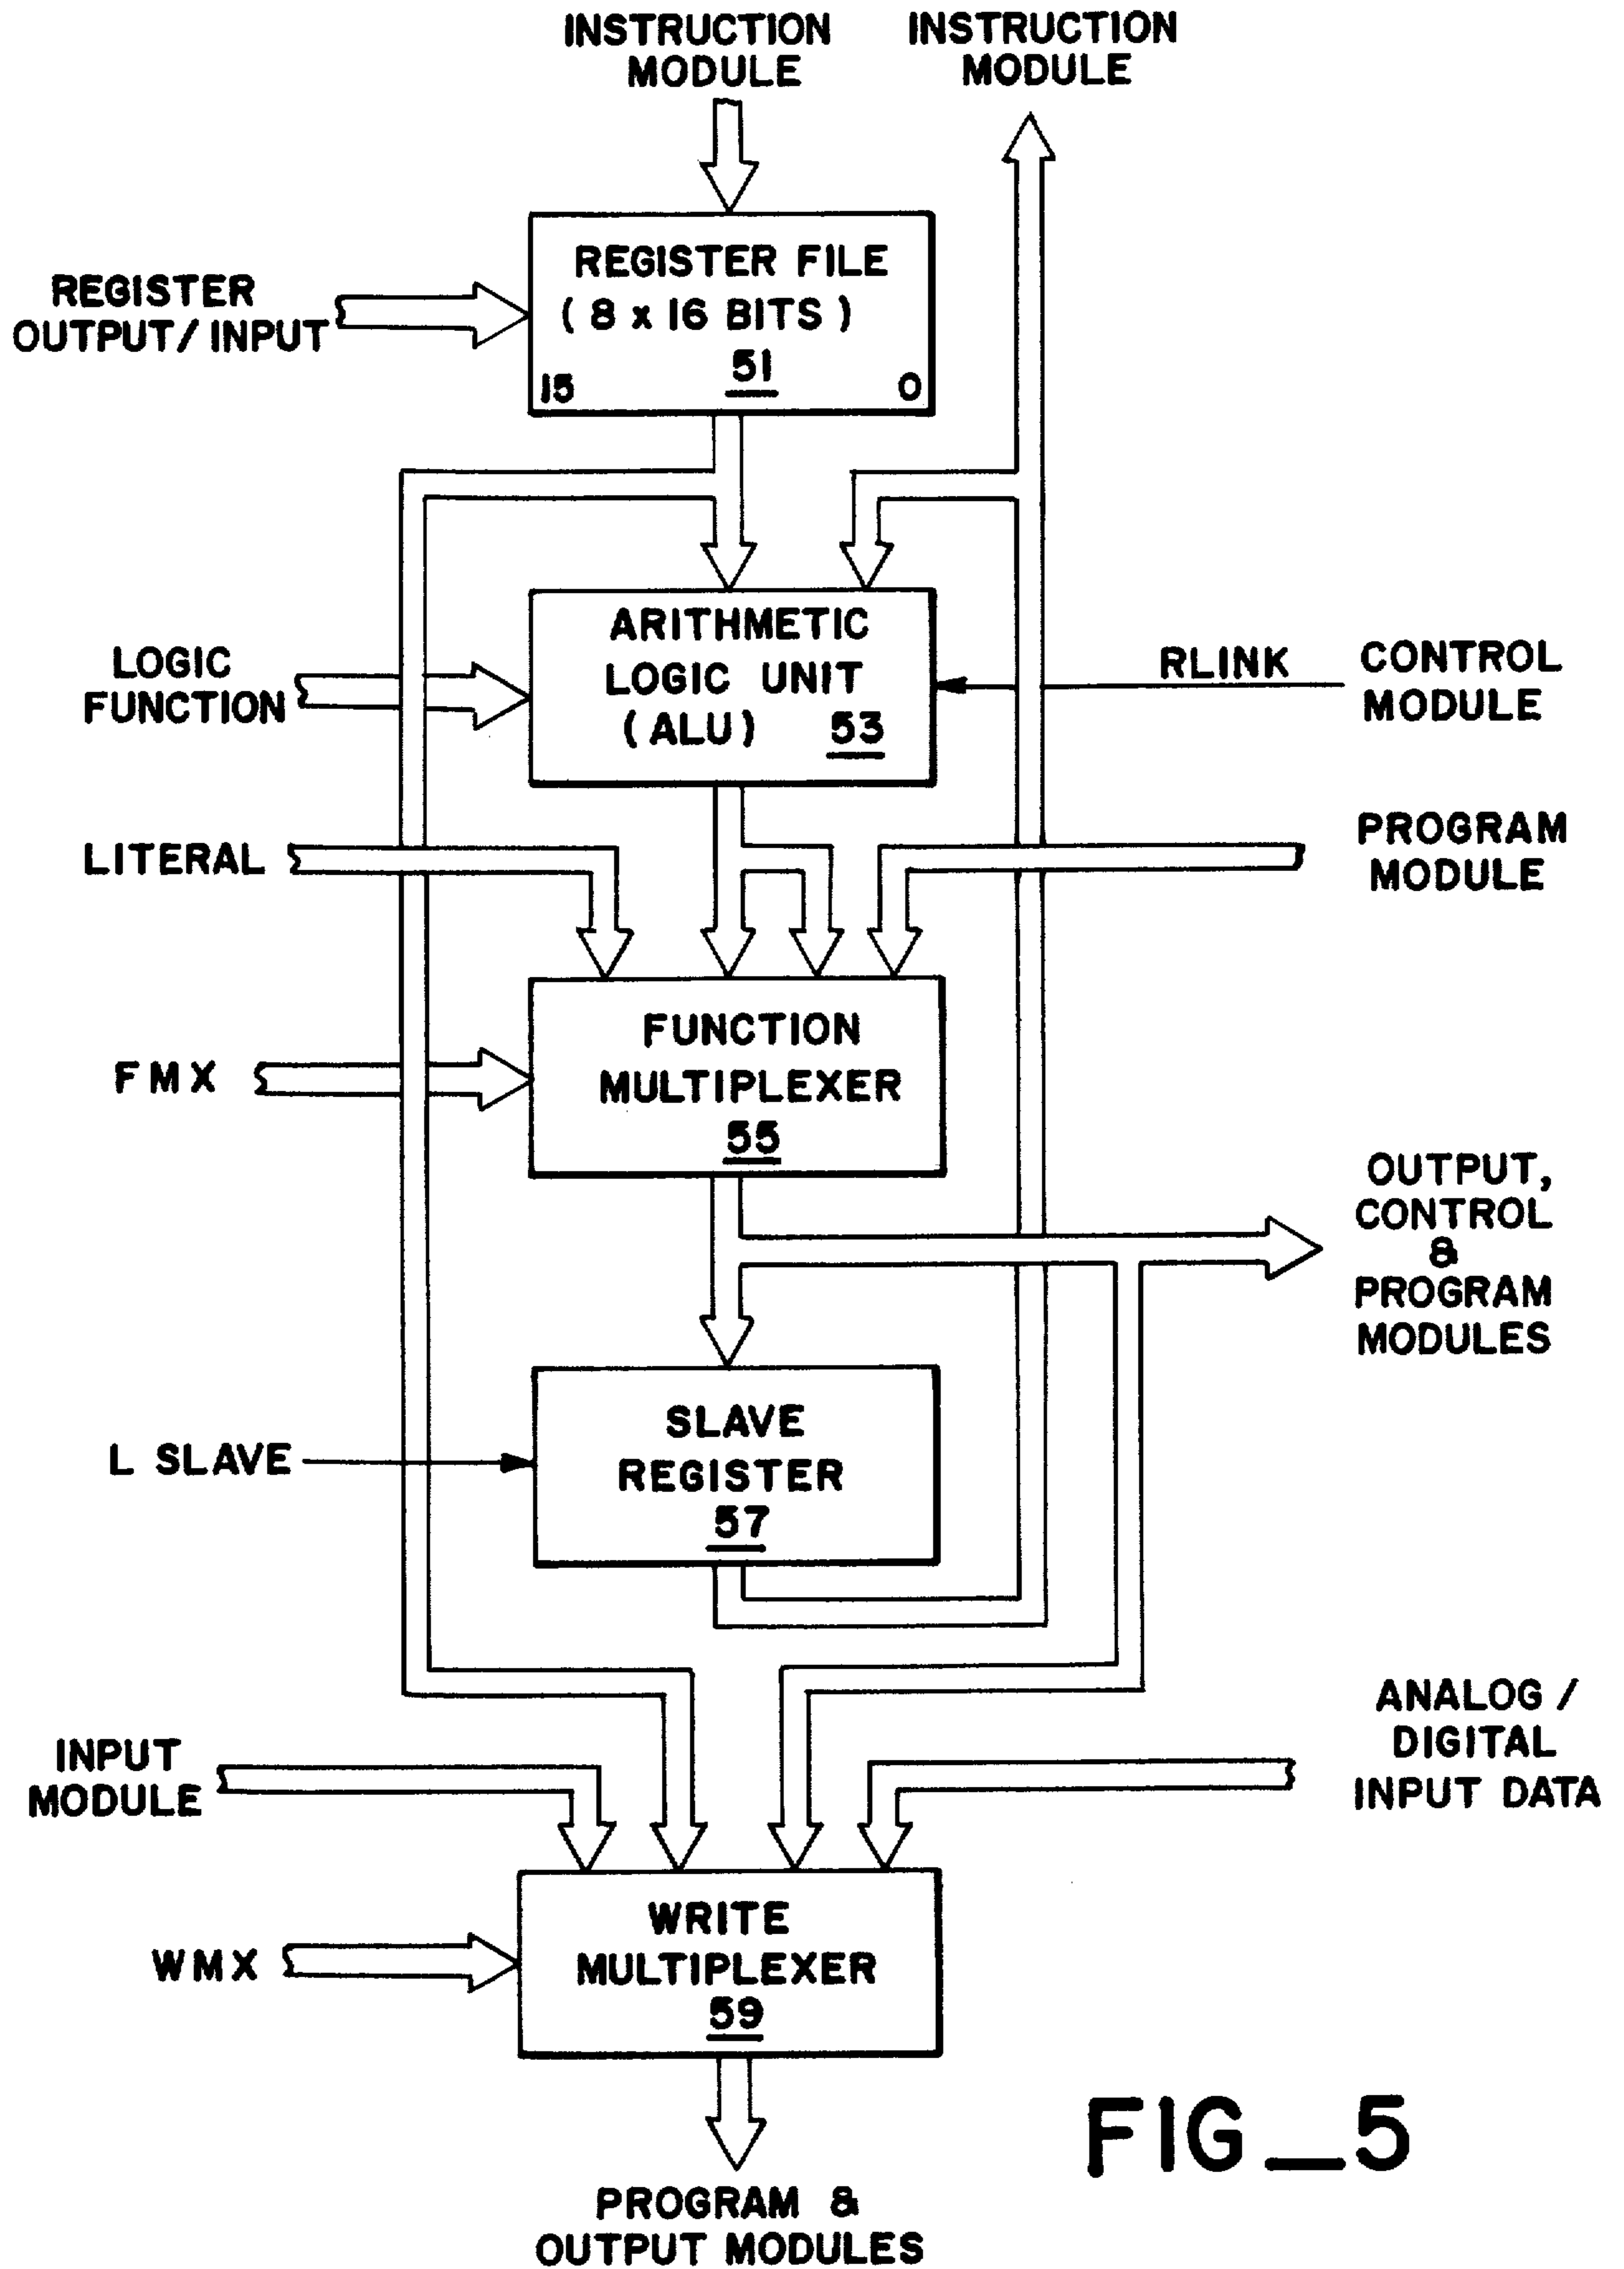 INSTRUCTION
MODULE
INSTRUCTION
MODULE
REGISTER FILE
( 8 x 16 BITS )
51
15
0
REGISTER
OUTPUT/ INPUT
ARITHMETIC
LOGIC UNIT
( ALU )
53
LOGIC
FUNCTION
RLINK
CONTROL
MODULE
LITERAL
PROGRAM
MODULE
FUNCTION
MULTIPLEXER
55
FMX
OUTPUT,
CONTROL
&
PROGRAM
MODULES
SLAVE
REGISTER
57
L SLAVE
INPUT
MODULE
ANALOG /
DIGITAL
INPUT DATA
WRITE
MULTIPLEXER
59
WMX
PROGRAM &
OUTPUT MODULES
FIG_5